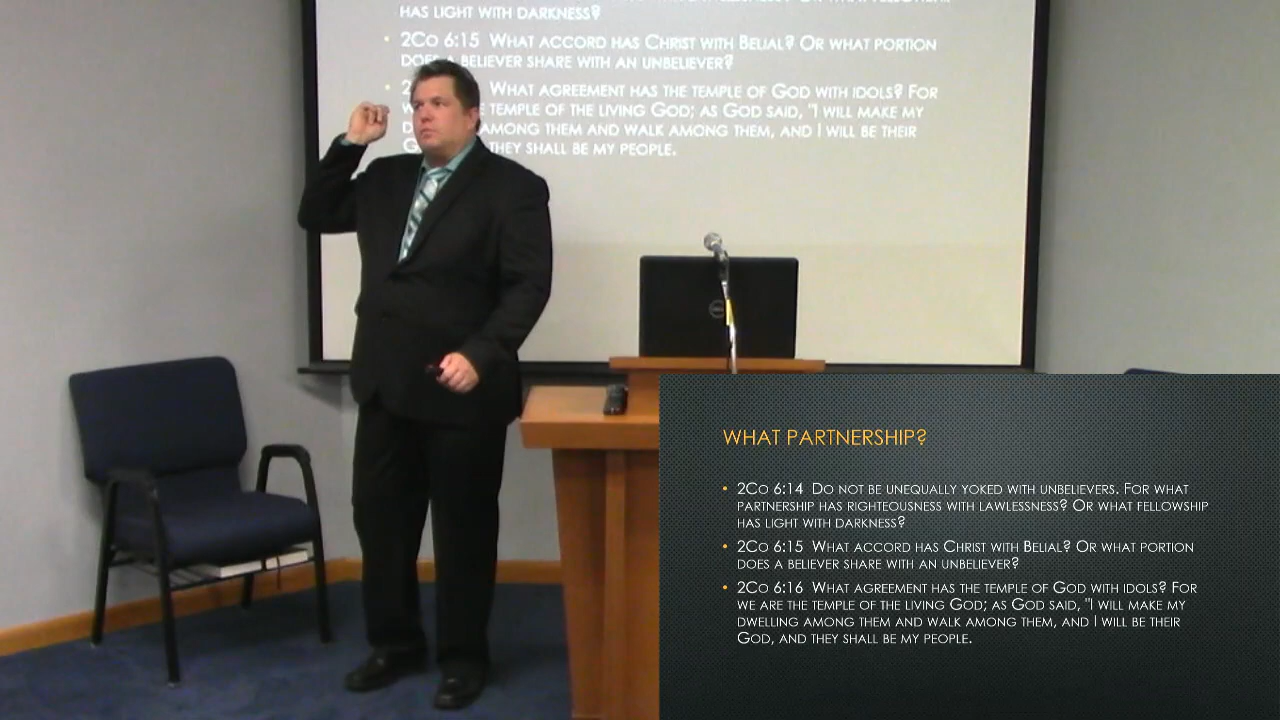 HAS LIGHT WITH DARKNESS?
• 2CO 6:15 WHAT ACCORD HAS CHRIST WITH BELIAL? OR WHAT PORTION
DOES A BELIEVER SHARE WITH AN UNBELIEVER?
• 2 WHAT AGREEMENT HAS THE TEMPLE OF GOD WITH IDOLS? FOR
TEMPLE OF THE LIVING GOD; AS GOD SAID, "I WILL MAKE MY
AMONG THEM AND WALK AMONG THEM, AND I WILL BE THEIR
THEY SHALL BE MY PEOPLE.
DELL
WHAT PARTNERSHIP?
• 2CO 6:14 DO NOT BE UNEQUALLY YOKED WITH UNBELIEVERS. FOR WHAT
PARTNERSHIP HAS RIGHTEOUSNESS WITH LAWLESSNESS? OR WHAT FELLOWSHIP
HAS LIGHT WITH DARKNESS?
• 2CO 6:15 WHAT ACCORD HAS CHRIST WITH BELIAL? OR WHAT PORTION
DOES A BELIEVER SHARE WITH AN UNBELIEVER?
• 2CO 6:16 WHAT AGREEMENT HAS THE TEMPLE OF GOD WITH IDOLS? FOR
WE ARE THE TEMPLE OF THE LIVING GOD; AS GOD SAID, "I WILL MAKE MY
DWELLING AMONG THEM AND WALK AMONG THEM, AND I WILL BE THEIR
GOD, AND THEY SHALL BE MY PEOPLE.